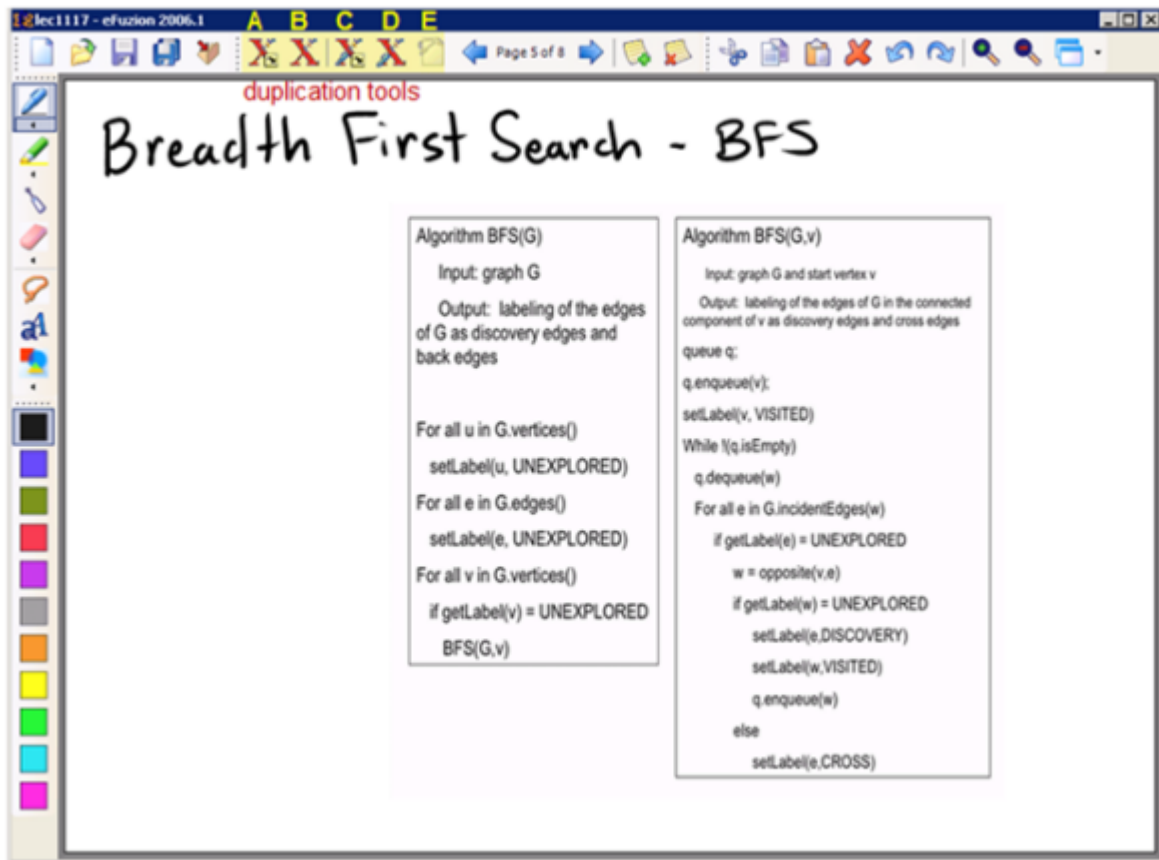 lec1117 - eFuzion 2006.1
A B C D E
Page 5 of 8
duplication tools
Breadth First Search - BFS
Algorithm BFS(G)
Input: graph G
Output: labeling of the edges
of G as discovery edges and
back edges
For all u in G.vertices()
setLabel(u, UNEXPLORED)
For all e in G.edges()
setLabel(e, UNEXPLORED)
For all v in G.vertices()
if getLabel(v) = UNEXPLORED
BFS(G,v)
Algorithm BFS(G,v)
Input: graph G and start vertex v
Output: labeling of the edges of G in the connected
component of v as discovery edges and cross edges
queue q;
q.enqueue(v);
setLabel(v, VISITED)
While !(q.isEmpty)
q.dequeue(w)
For all e in G.incidentEdges(w)
if getLabel(e) = UNEXPLORED
w = opposite(v,e)
if getLabel(w) = UNEXPLORED
setLabel(e,DISCOVERY)
setLabel(w,VISITED)
q.enqueue(w)
else
setLabel(e,CROSS)